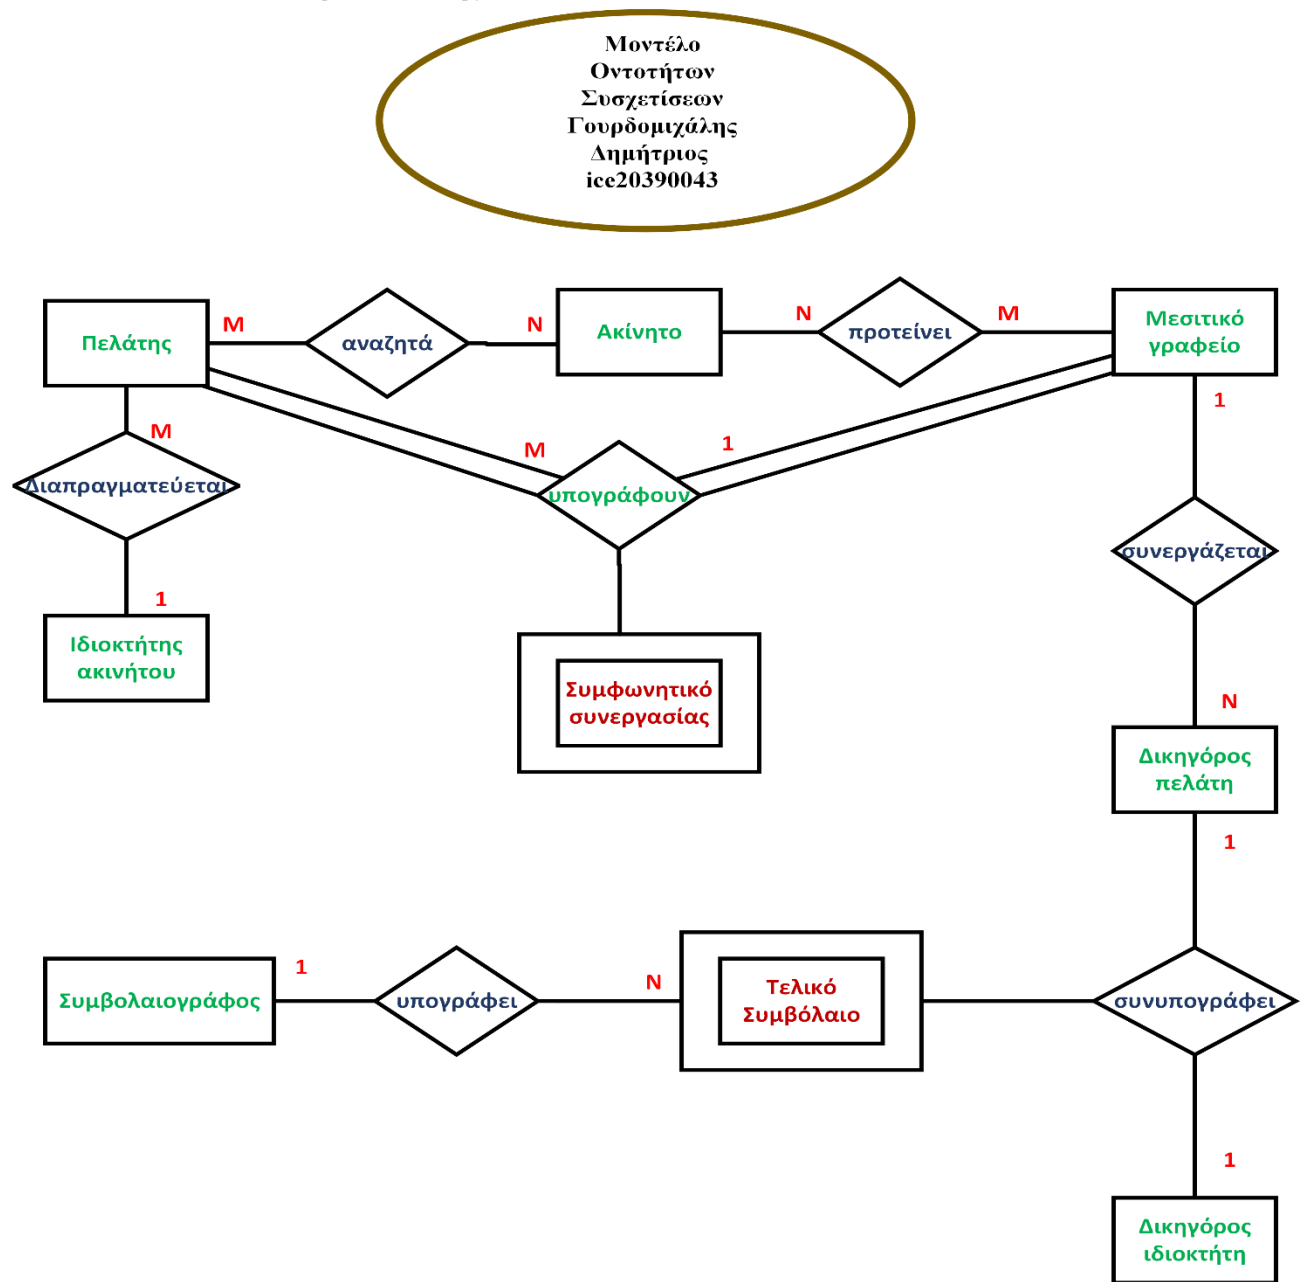 Μοντέλο
Οντοτήτων
Συσχετίσεων
Γουρδομιχάλης
Δημήτριος
ice20390043
Πελάτης
M
αναζητά
N
Ακίνητο
N
προτείνει
M
Μεσιτικό
γραφείο
M
M
1
1
Διαπραγματεύεται
υπογράφουν
συνεργάζεται
1
Ιδιοκτήτης
ακινήτου
Συμφωνητικό
συνεργασίας
N
Δικηγόρος
πελάτη
1
Συμβολαιογράφος
1
υπογράφει
N
Τελικό
Συμβόλαιο
συνυπογράφει
1
Δικηγόρος
ιδιοκτήτη